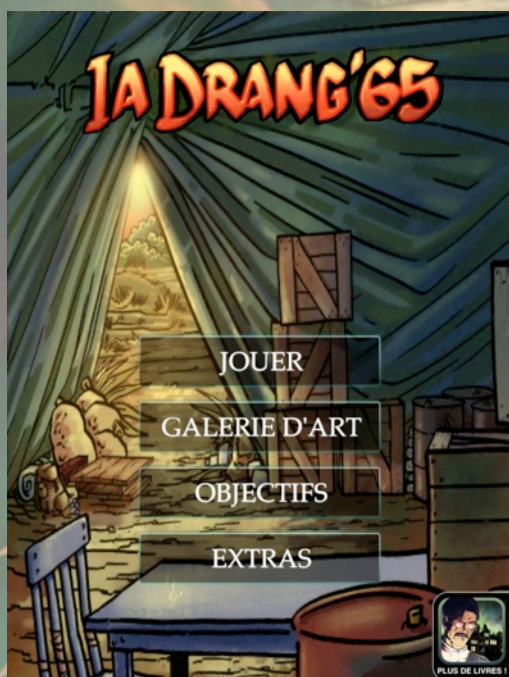 IA DRANG'65
JOUER
GALERIE D'ART
OBJECTIFS
EXTRAS
PLUS DE LIVRES !